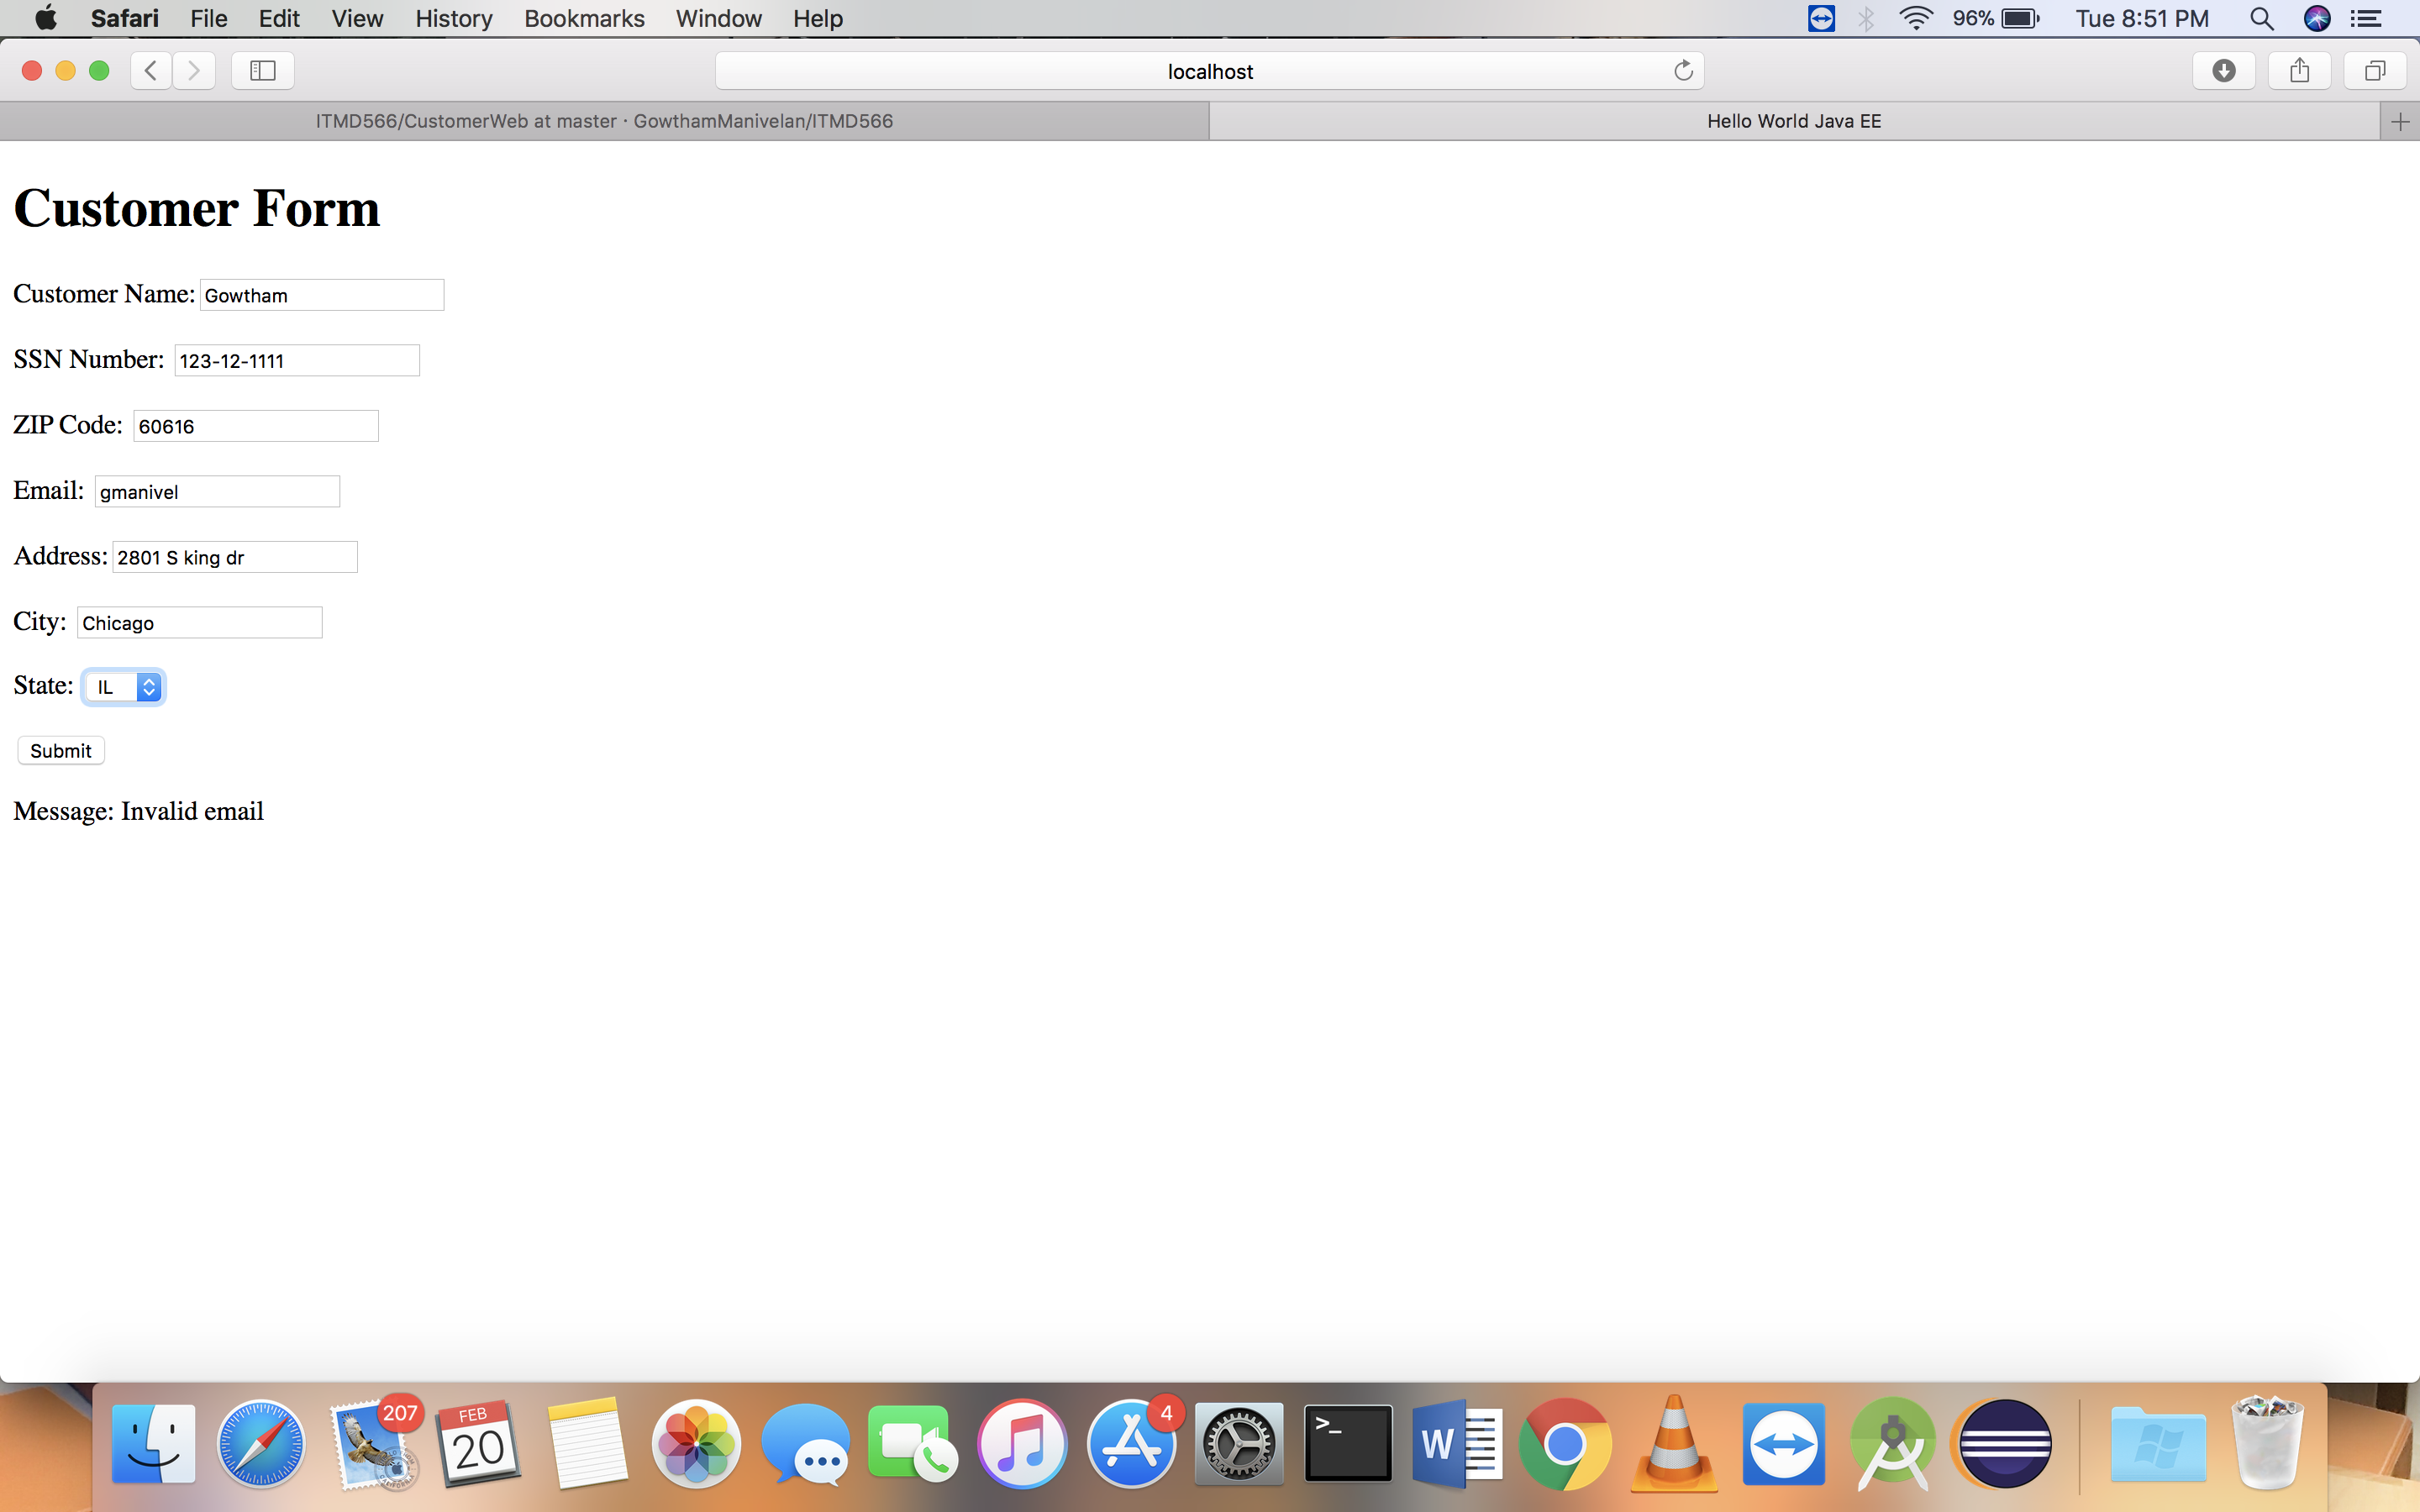 Safari File Edit View History Bookmarks Window Help 96% Tue 8:51 PM
localhost
ITMD566/CustomerWeb at master · GowthamManivelan/ITMD566 Hello World Java EE
Customer Form
Customer Name: Gowtham
SSN Number: 123-12-1111
ZIP Code: 60616
Email: gmanivel
Address: 2801 S king dr
City: Chicago
State: IL
Submit
Message: Invalid email
207 FEB 20 4 >_ W